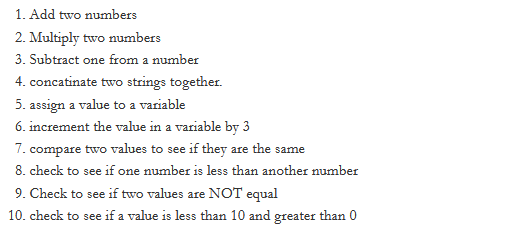 1. Add two numbers
2. Multiply two numbers
3. Subtract one from a number
4. concatinate two strings together.
5. assign a value to a variable
6. increment the value in a variable by 3
7. compare two values to see if they are the same
8. check to see if one number is less than another number
9. Check to see if two values are NOT equal
10. check to see if a value is less than 10 and greater than 0